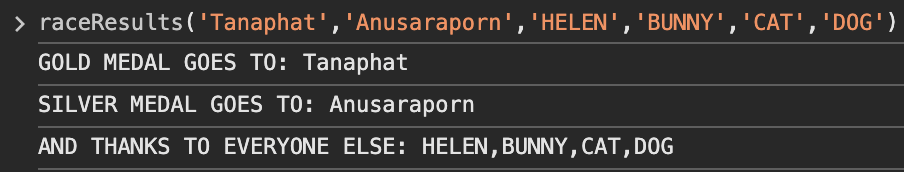 > raceResults('Tanaphat','Anusaraporn','HELEN','BUNNY','CAT','DOG')
GOLD MEDAL GOES TO: Tanaphat
SILVER MEDAL GOES TO: Anusaraporn
AND THANKS TO EVERYONE ELSE: HELEN,BUNNY,CAT,DOG